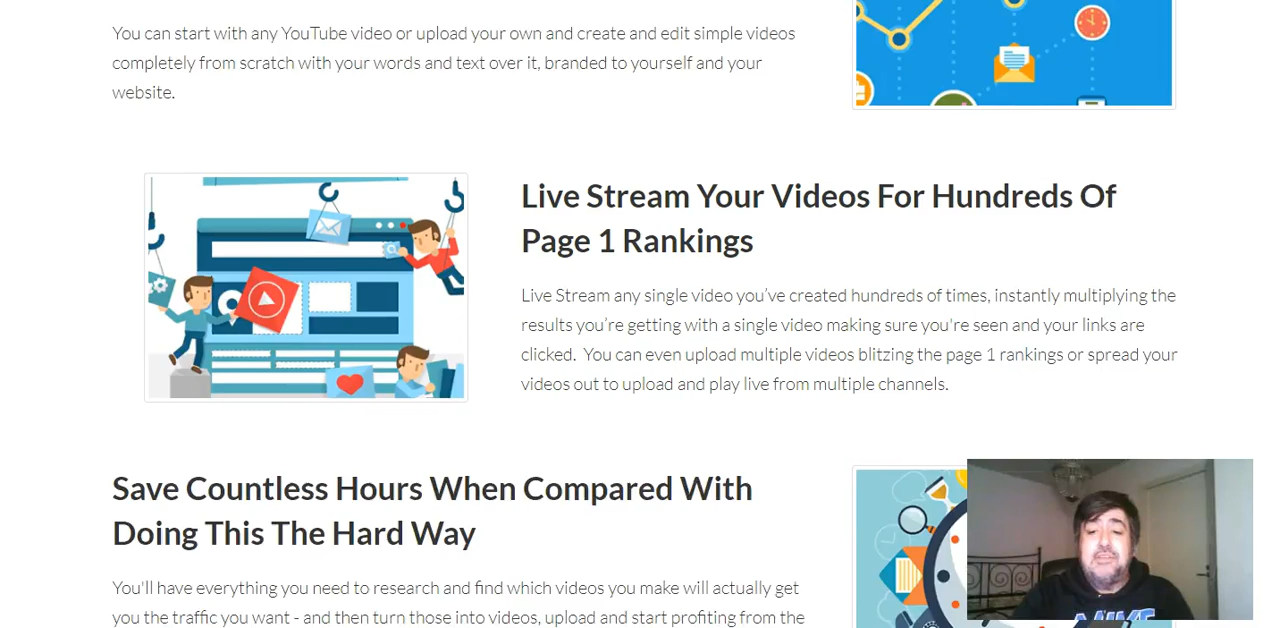 You can start with any YouTube video or upload your own and create and edit simple videos
completely from scratch with your words and text over it, branded to yourself and your
website.
Live Stream Your Videos For Hundreds Of
Page 1 Rankings
Live Stream any single video you’ve created hundreds of times, instantly multiplying the
results you’re getting with a single video making sure you're seen and your links are
clicked. You can even upload multiple videos blitzing the page 1 rankings or spread your
videos out to upload and play live from multiple channels.
Save Countless Hours When Compared With
Doing This The Hard Way
You'll have everything you need to research and find which videos you make will actually get
you the traffic you want - and then turn those into videos, upload and start profiting from the